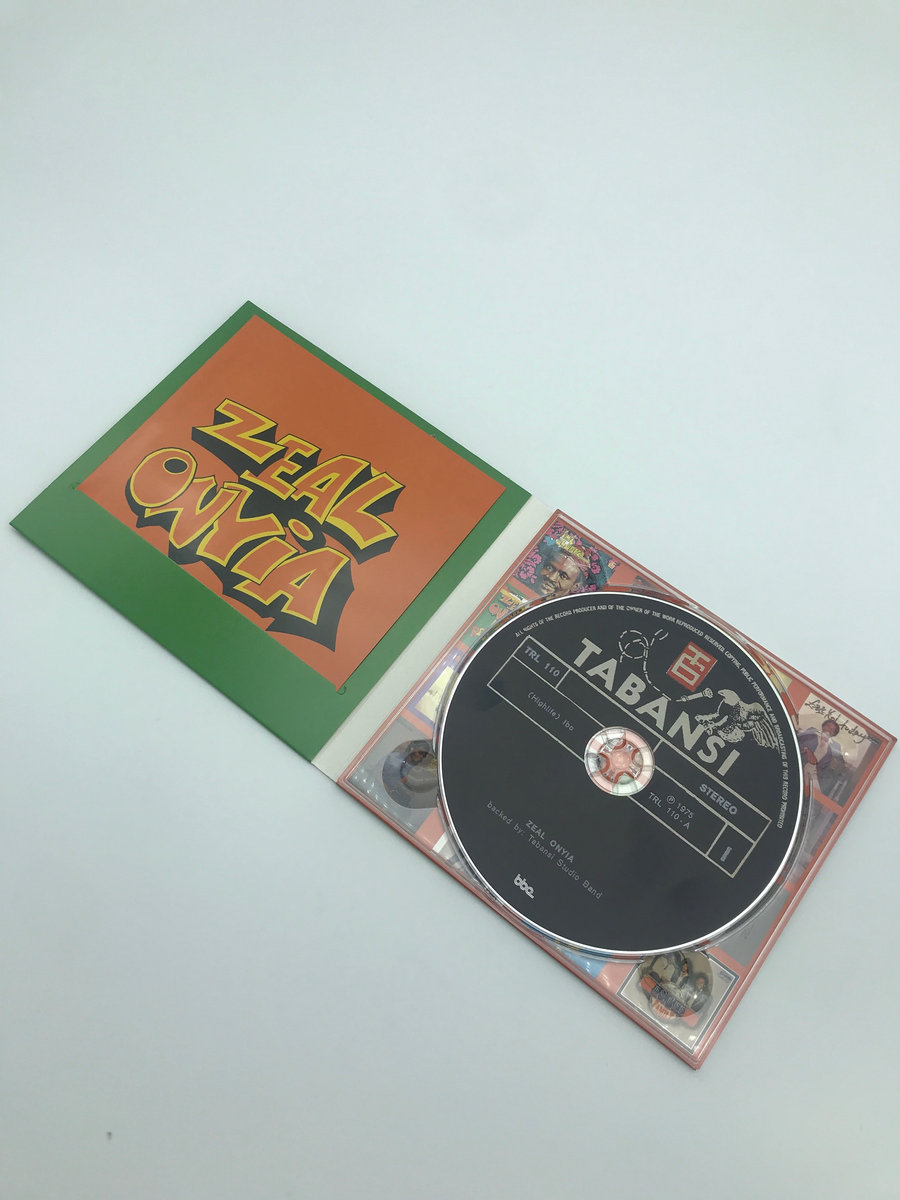 ZEAL
ONYIA
ALL RIGHTS OF THE RECORD PRODUCER AND OF THE OWNER OF THE WORK REPRODUCED RESERVED. COPYING, PUBLIC PERFORMANCE AND BROADCASTING OF THIS RECORD PROHIBITED
TABANSI
TRL 110
STEREO
(Highlife) Ibo
℗ 1975
TRL 110-A
1
ZEAL ONYIA
backed by: Tabansi Studio Band
bbe